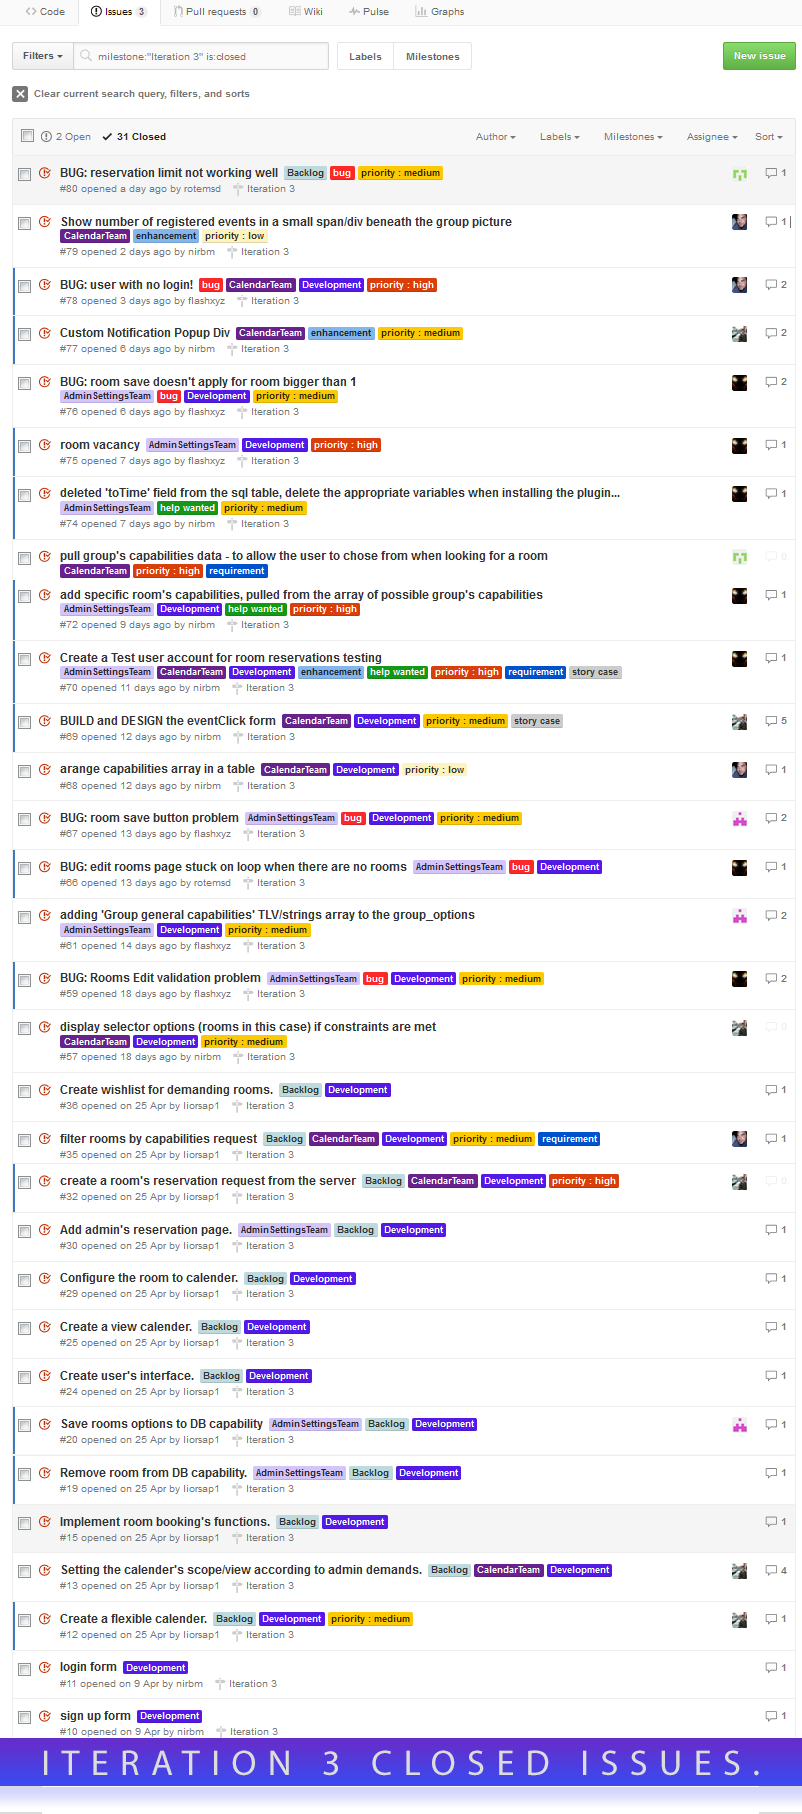 Code Issues 3 Pull requests 0 Wiki Pulse Graphs
Filters milestone:"Iteration 3" is:closed Labels Milestones New issue
Clear current search query, filters, and sorts
2 Open 31 Closed Author Labels Milestones Assignee Sort
BUG: reservation limit not working well Backlog bug priority : medium 1
#80 opened a day ago by rotemsd Iteration 3
Show number of registered events in a small span/div beneath the group picture 1
CalendarTeam enhancement priority : low
#79 opened 2 days ago by nirbm Iteration 3
BUG: user with no login! bug CalendarTeam Development priority : high 2
#78 opened 3 days ago by flashxyz Iteration 3
Custom Notification Popup Div CalendarTeam enhancement priority : medium 2
#77 opened 6 days ago by nirbm Iteration 3
BUG: room save doesn't apply for room bigger than 1 2
AdminSettingsTeam bug Development priority : medium
#76 opened 6 days ago by flashxyz Iteration 3
room vacancy AdminSettingsTeam Development priority : high 1
#75 opened 7 days ago by flashxyz Iteration 3
deleted 'toTime' field from the sql table, delete the appropriate variables when installing the plugin... 1
AdminSettingsTeam help wanted priority : medium
#74 opened 7 days ago by nirbm Iteration 3
pull group's capabilities data - to allow the user to chose from when looking for a room 0
CalendarTeam priority : high requirement
add specific room's capabilities, pulled from the array of possible group's capabilities 1
AdminSettingsTeam Development help wanted priority : high
#72 opened 9 days ago by nirbm Iteration 3
Create a Test user account for room reservations testing 1
AdminSettingsTeam CalendarTeam Development enhancement help wanted priority : high requirement story case
#70 opened 11 days ago by nirbm Iteration 3
BUILD and DESIGN the eventClick form CalendarTeam Development priority : medium story case 5
#69 opened 12 days ago by nirbm Iteration 3
arange capabilities array in a table CalendarTeam Development priority : low 1
#68 opened 12 days ago by nirbm Iteration 3
BUG: room save button problem AdminSettingsTeam bug Development priority : medium 2
#67 opened 13 days ago by flashxyz Iteration 3
BUG: edit rooms page stuck on loop when there are no rooms AdminSettingsTeam bug Development 1
#66 opened 13 days ago by rotemsd Iteration 3
adding 'Group general capabilities' TLV/strings array to the group_options 2
AdminSettingsTeam Development priority : medium
#61 opened 14 days ago by flashxyz Iteration 3
BUG: Rooms Edit validation problem AdminSettingsTeam bug Development priority : medium 2
#59 opened 18 days ago by flashxyz Iteration 3
display selector options (rooms in this case) if constraints are met 0
CalendarTeam Development priority : medium
#57 opened 18 days ago by nirbm Iteration 3
Create wishlist for demanding rooms. Backlog Development 1
#36 opened on 25 Apr by liorsap1 Iteration 3
filter rooms by capabilities request Backlog CalendarTeam Development priority : medium requirement 1
#35 opened on 25 Apr by liorsap1 Iteration 3
create a room's reservation request from the server Backlog CalendarTeam Development priority : high 0
#32 opened on 25 Apr by liorsap1 Iteration 3
Add admin's reservation page. AdminSettingsTeam Backlog Development 1
#30 opened on 25 Apr by liorsap1 Iteration 3
Configure the room to calender. Backlog Development 1
#29 opened on 25 Apr by liorsap1 Iteration 3
Create a view calender. Backlog Development 1
#25 opened on 25 Apr by liorsap1 Iteration 3
Create user's interface. Backlog Development 1
#24 opened on 25 Apr by liorsap1 Iteration 3
Save rooms options to DB capability AdminSettingsTeam Backlog Development 1
#20 opened on 25 Apr by liorsap1 Iteration 3
Remove room from DB capability. AdminSettingsTeam Backlog Development 1
#19 opened on 25 Apr by liorsap1 Iteration 3
Implement room booking's functions. Backlog Development 1
#15 opened on 25 Apr by liorsap1 Iteration 3
Setting the calender's scope/view according to admin demands. Backlog CalendarTeam Development 4
#13 opened on 25 Apr by liorsap1 Iteration 3
Create a flexible calender. Backlog Development priority : medium 1
#12 opened on 25 Apr by liorsap1 Iteration 3
login form Development 1
#11 opened on 9 Apr by nirbm Iteration 3
sign up form Development 1
#10 opened on 9 Apr by nirbm Iteration 3
ITERATION 3 CLOSED ISSUES.